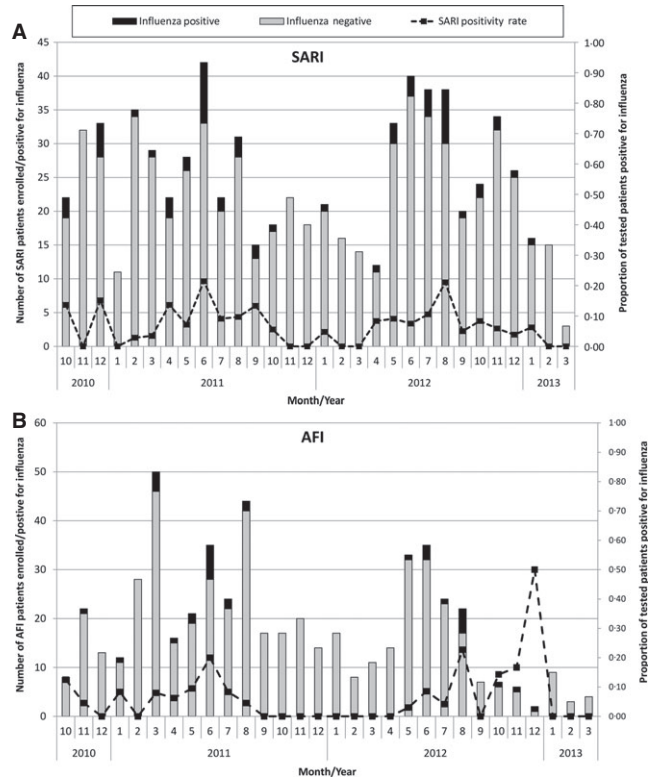 Influenza positive Influenza negative SARI positivity rate
A
SARI
Number of SARI patients enrolled/positive for influenza
45
40
35
30
25
20
15
10
5
0
1·00
0·90
0·80
0·70
0·60
0·50
0·40
0·30
0·20
0·10
0·00
Proportion of tested patients positive for influenza
10 11 12 1 2 3 4 5 6 7 8 9 10 11 12 1 2 3 4 5 6 7 8 9 10 11 12 1 2 3
2010 2011 2012 2013
Month/Year
B
AFI
Number of AFI patients enrolled/postive for influenza
60
50
40
30
20
10
0
1·00
0·90
0·80
0·70
0·60
0·50
0·40
0·30
0·20
0·10
0·00
Proportion of tested patients positive for influenza
10 11 12 1 2 3 4 5 6 7 8 9 10 11 12 1 2 3 4 5 6 7 8 9 10 11 12 1 2 3
2010 2011 2012 2013
Month/Year